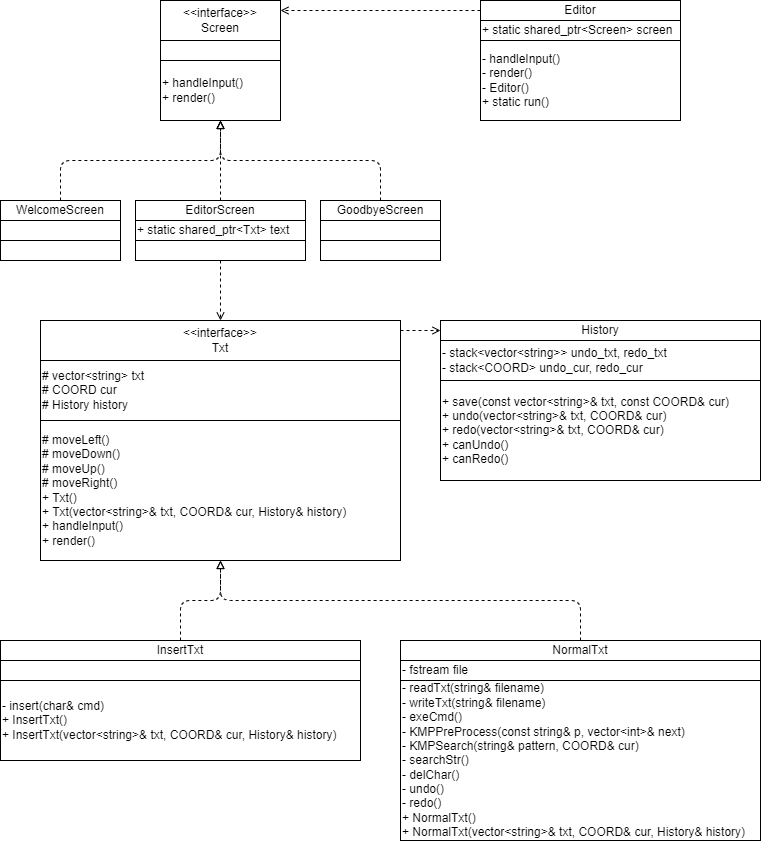 <<interface>>
Screen
+ handleInput()
+ render()
Editor
+ static shared_ptr<Screen> screen
- handleInput()
- render()
- Editor()
+ static run()
WelcomeScreen
EditorScreen
+ static shared_ptr<Txt> text
GoodbyeScreen
<<interface>>
Txt
# vector<string> txt
# COORD cur
# History history
# moveLeft()
# moveDown()
# moveUp()
# moveRight()
+ Txt()
+ Txt(vector<string>& txt, COORD& cur, History& history)
+ handleInput()
+ render()
History
- stack<vector<string>> undo_txt, redo_txt
- stack<COORD> undo_cur, redo_cur
+ save(const vector<string>& txt, const COORD& cur)
+ undo(vector<string>& txt, COORD& cur)
+ redo(vector<string>& txt, COORD& cur)
+ canUndo()
+ canRedo()
InsertTxt
- insert(char& cmd)
+ InsertTxt()
+ InsertTxt(vector<string>& txt, COORD& cur, History& history)
NormalTxt
- fstream file
- readTxt(string& filename)
- writeTxt(string& filename)
- exeCmd()
- KMPPreProcess(const string& p, vector<int>& next)
- KMPSearch(string& pattern, COORD& cur)
- searchStr()
- delChar()
- undo()
- redo()
+ NormalTxt()
+ NormalTxt(vector<string>& txt, COORD& cur, History& history)